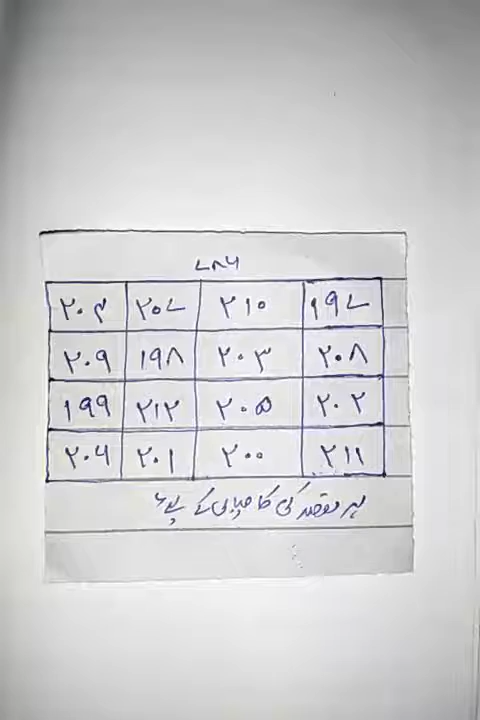 ۷۸۶
۱۹۷ ۲۱۰ ۲۰۷ ۲۰۴
۲۰۸ ۲۰۳ ۱۹۸ ۲۰۹
۲۰۲ ۲۰۵ ۲۱۲ ۱۹۹
۲۱۱ ۲۰۰ ۲۰۱ ۲۰۶
ہر مقصد کی کامیابی کے لیے